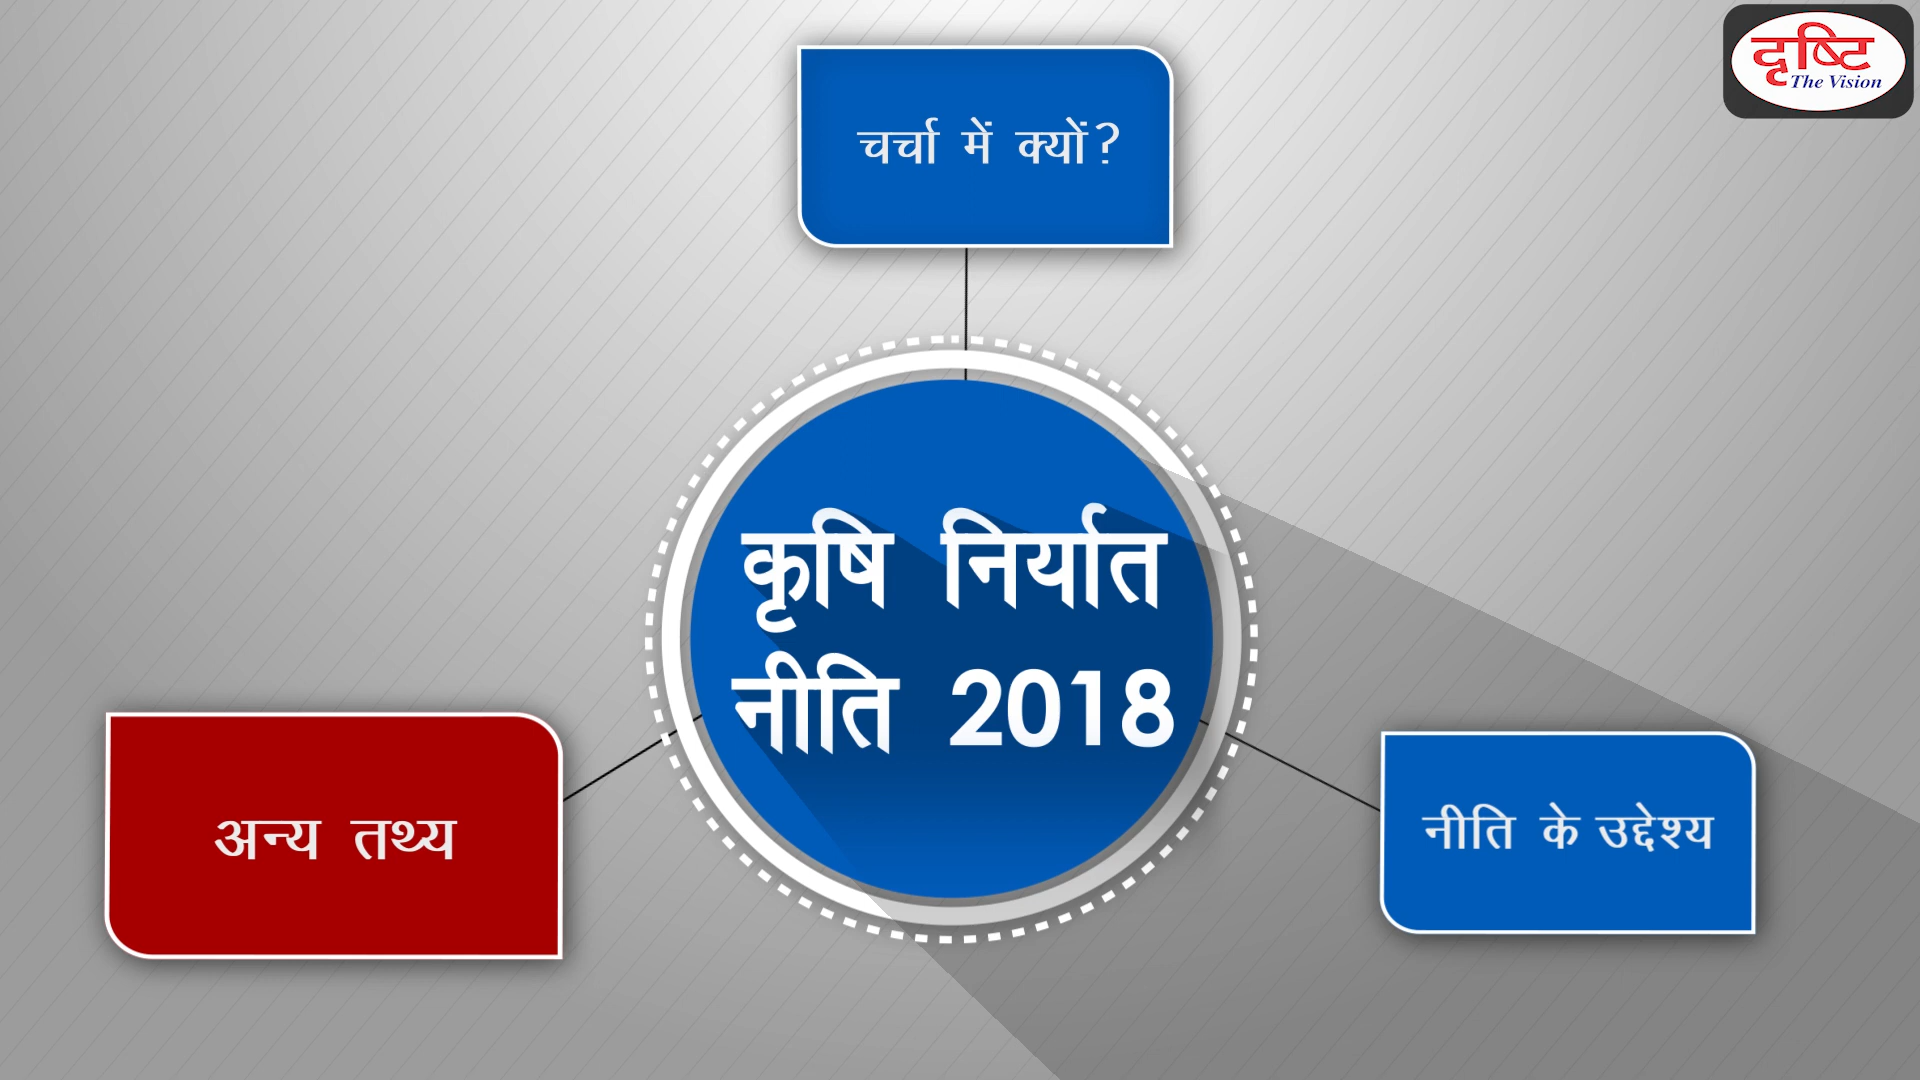 दृष्टि
The Vision
चर्चा में क्यों?
कृषि निर्यात
नीति 2018
अन्य तथ्य
नीति के उद्देश्य